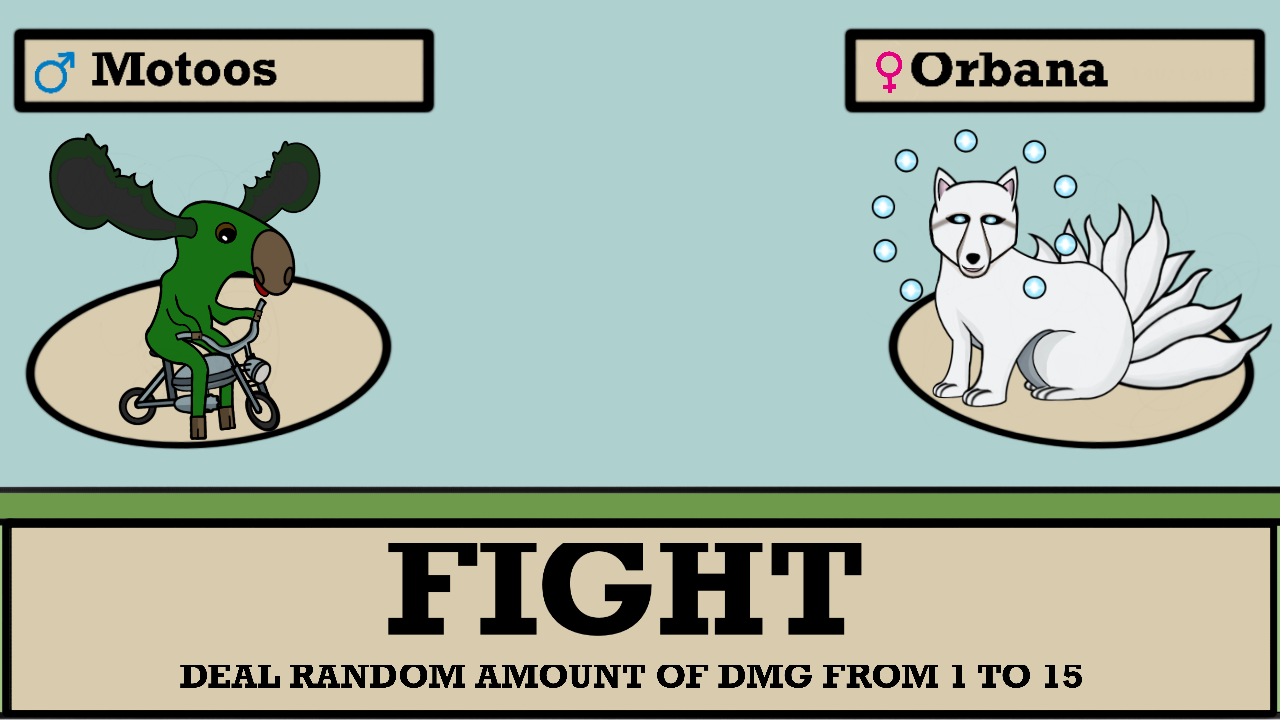 ♂ Motoos
♀ Orbana
FIGHT
DEAL RANDOM AMOUNT OF DMG FROM 1 TO 15